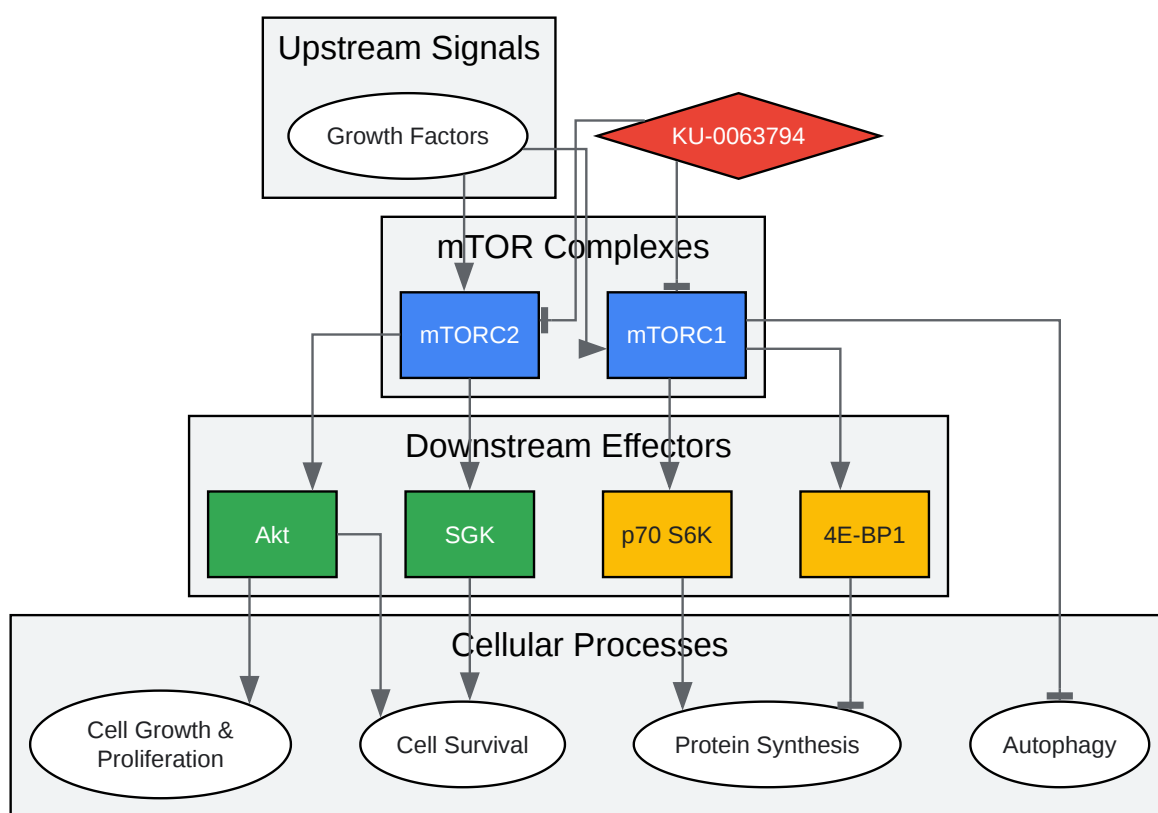 Upstream Signals
Growth Factors
KU-0063794
mTOR Complexes
mTORC2
mTORC1
Downstream Effectors
Akt
SGK
p70 S6K
4E-BP1
Cellular Processes
Cell Growth &
Proliferation
Cell Survival
Protein Synthesis
Autophagy